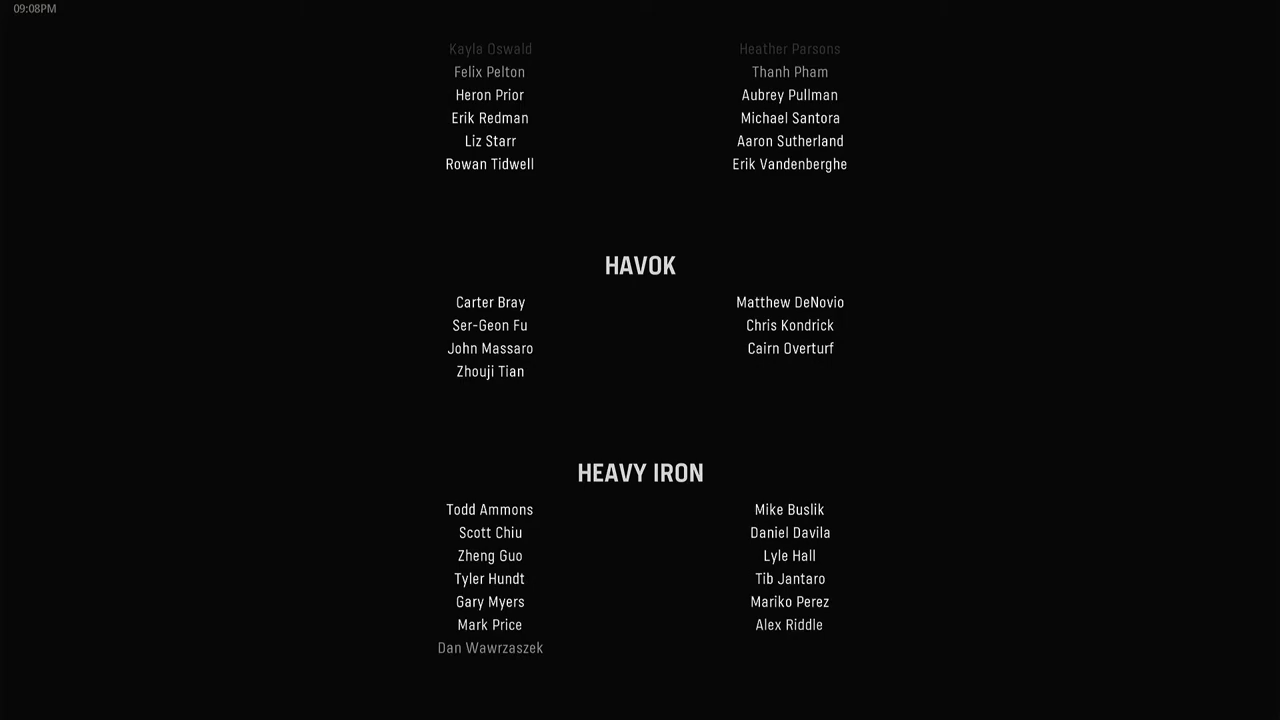 09:08PM
Kayla Oswald Heather Parsons
Felix Pelton Thanh Pham
Heron Prior Aubrey Pullman
Erik Redman Michael Santora
Liz Starr Aaron Sutherland
Rowan Tidwell Erik Vandenberghe
HAVOK
Carter Bray Matthew DeNovio
Ser-Geon Fu Chris Kondrick
John Massaro Cairn Overturf
Zhouji Tian
HEAVY IRON
Todd Ammons Mike Buslik
Scott Chiu Daniel Davila
Zheng Guo Lyle Hall
Tyler Hundt Tib Jantaro
Gary Myers Mariko Perez
Mark Price Alex Riddle
Dan Wawrzaszek